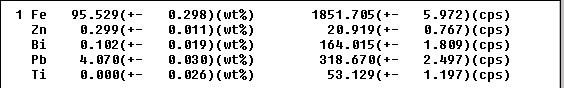 1 Fe 95.529(+- 0.298)(wt%) 1851.705(+- 5.972)(cps)
Zn 0.299(+- 0.011)(wt%) 20.919(+- 0.767)(cps)
Bi 0.102(+- 0.019)(wt%) 164.015(+- 1.809)(cps)
Pb 4.070(+- 0.030)(wt%) 318.670(+- 2.497)(cps)
Ti 0.000(+- 0.026)(wt%) 53.129(+- 1.197)(cps)